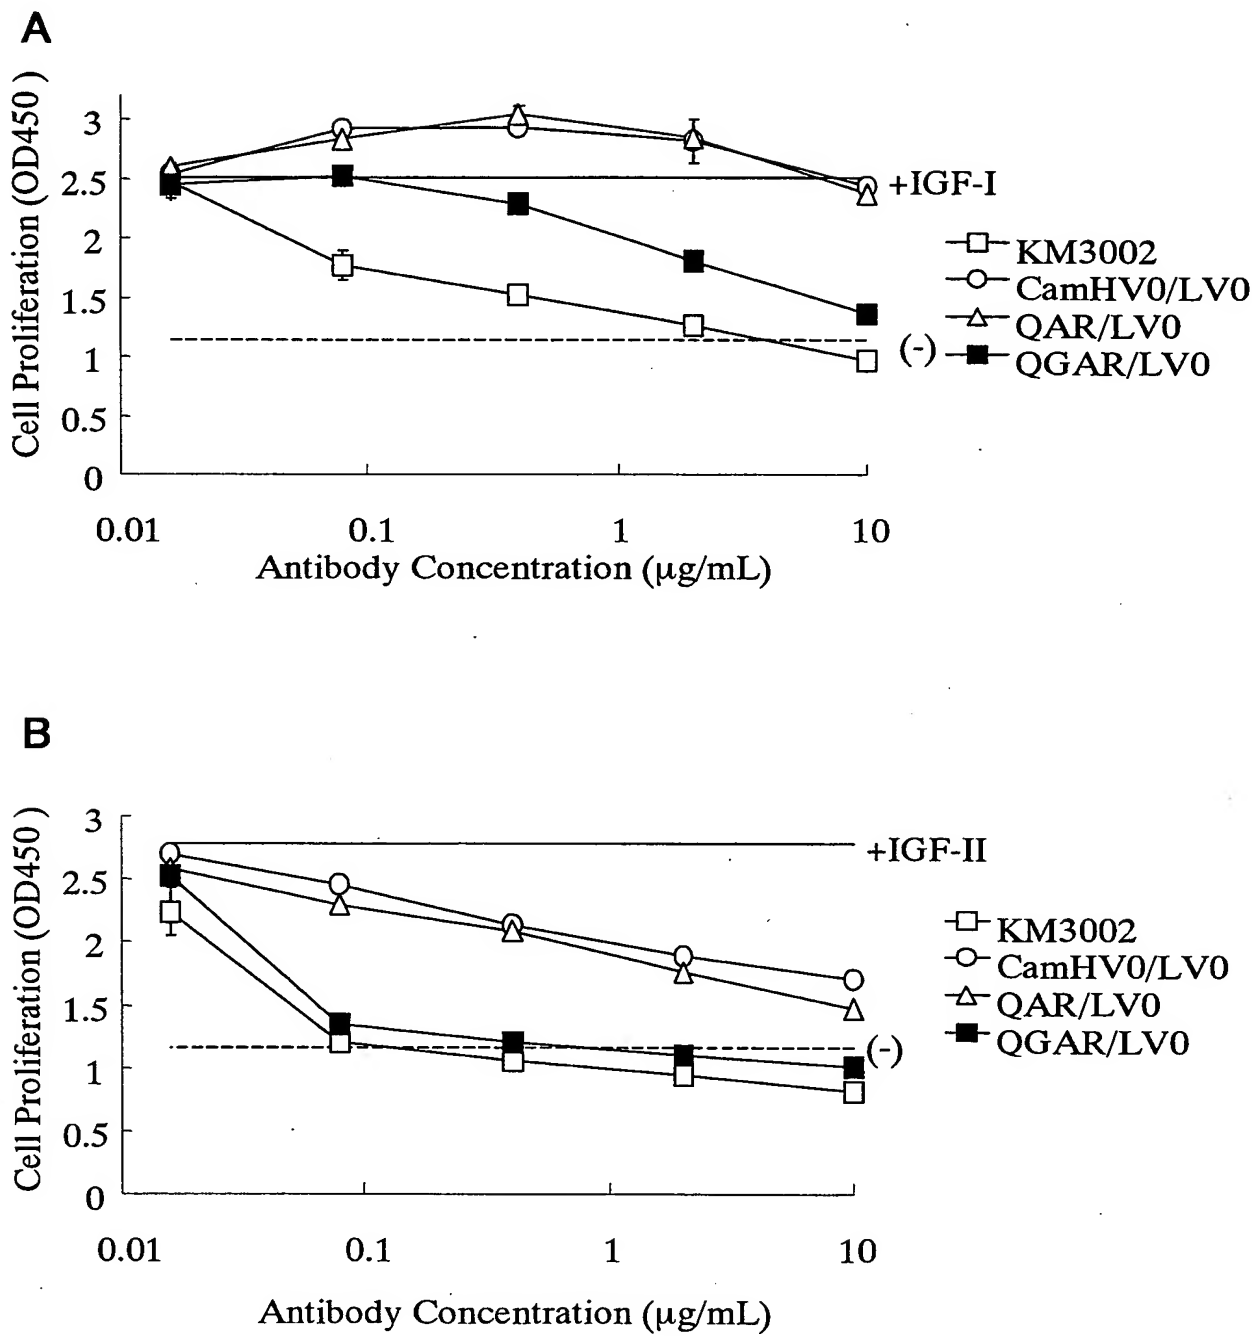 A
Cell Proliferation (OD450)
3
2.5
2
1.5
1
0.5
0
0.01
0.1
1
10
Antibody Concentration (μg/mL)
+IGF-I
(-)
KM3002
CamHV0/LV0
QAR/LV0
QGAR/LV0
B
Cell Proliferation (OD450)
3
2.5
2
1.5
1
0.5
0
0.01
0.1
1
10
Antibody Concentration (μg/mL)
+IGF-II
(-)
KM3002
CamHV0/LV0
QAR/LV0
QGAR/LV0